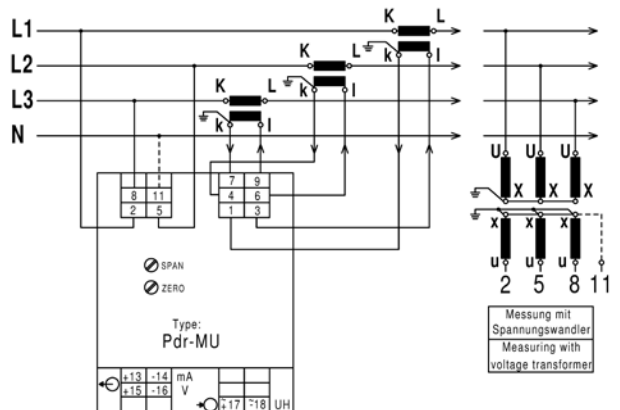 K L
L1
k l
K L
L2
k l
K L
L3
k l
N
U U U
X X X
x x x
u u u
2 5 8 11
8 11
2 5
7 9
4 6
1 3
SPAN
ZERO
Type:
Pdr-MU
+13 -14 mA
+15 -16 V
~17 ~18 UH
Messung mit
Spannungswandler
Measuring with
voltage transformer